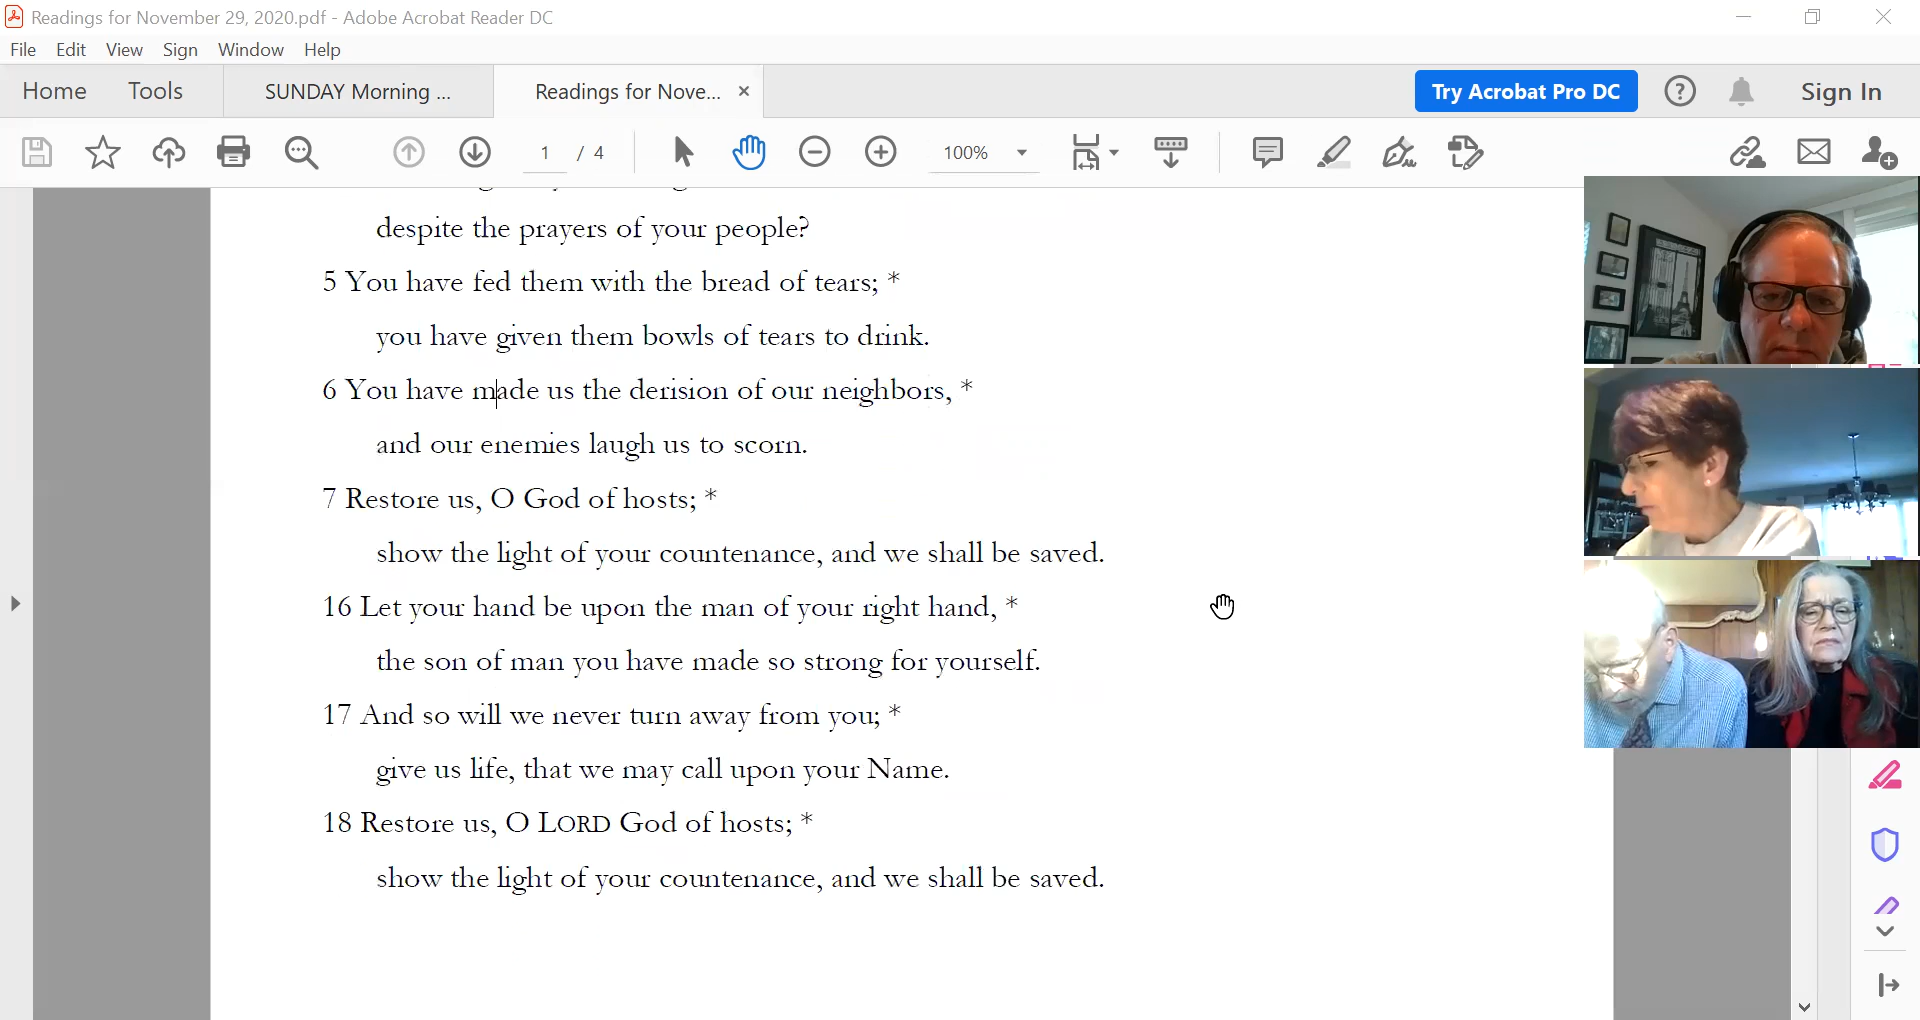 Readings for November 29, 2020.pdf - Adobe Acrobat Reader DC
File Edit View Sign Window Help
Home Tools SUNDAY Morning ... Readings for Nove... ×
Try Acrobat Pro DC Sign In
1 / 4 100%
despite the prayers of your people?
5 You have fed them with the bread of tears; *
you have given them bowls of tears to drink.
6 You have made us the derision of our neighbors, *
and our enemies laugh us to scorn.
7 Restore us, O God of hosts; *
show the light of your countenance, and we shall be saved.
16 Let your hand be upon the man of your right hand, *
the son of man you have made so strong for yourself.
17 And so will we never turn away from you; *
give us life, that we may call upon your Name.
18 Restore us, O LORD God of hosts; *
show the light of your countenance, and we shall be saved.